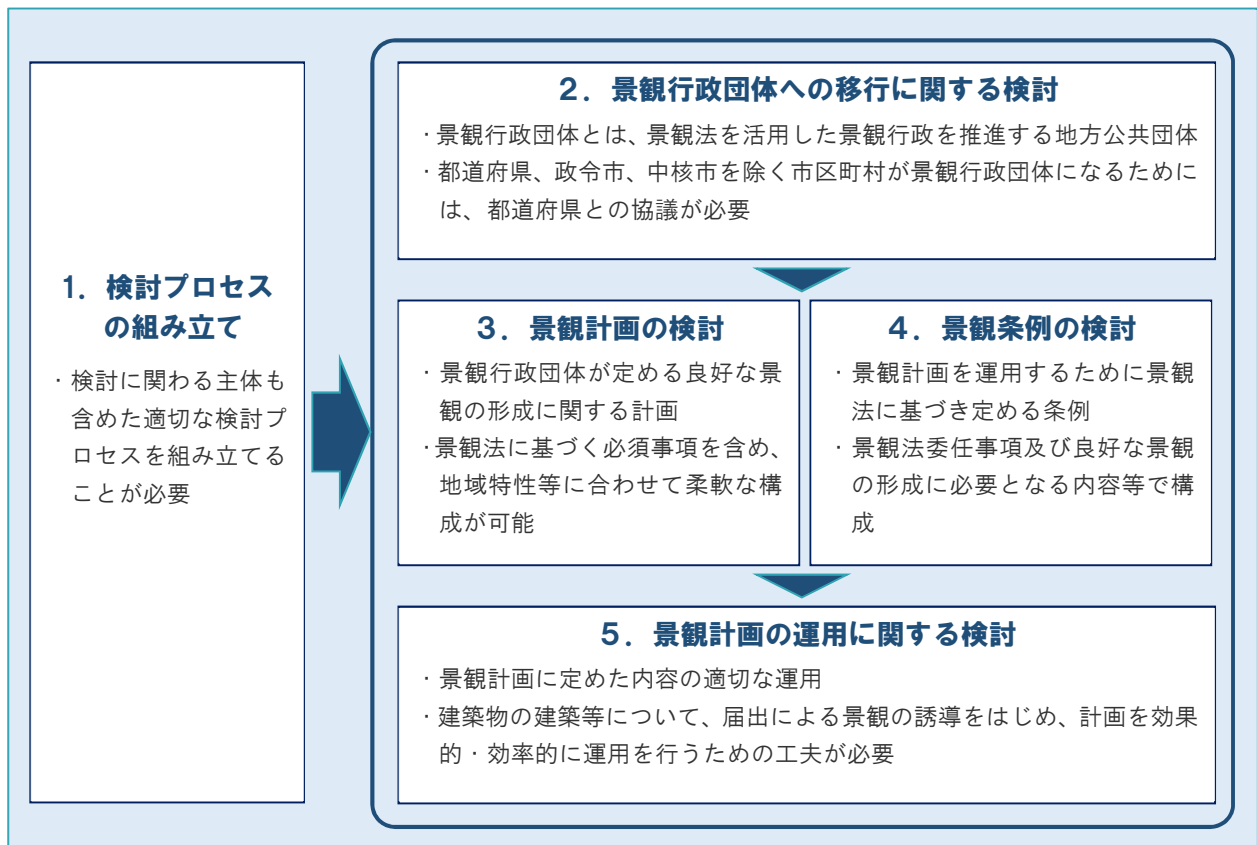 1．検討プロセス
の組み立て
・検討に関わる主体も
含めた適切な検討プ
ロセスを組み立てる
ことが必要
2．景観行政団体への移行に関する検討
・景観行政団体とは、景観法を活用した景観行政を推進する地方公共団体
・都道府県、政令市、中核市を除く市区町村が景観行政団体になるために
は、都道府県との協議が必要
3．景観計画の検討
・景観行政団体が定める良好な景
観の形成に関する計画
・景観法に基づく必須事項を含め、
地域特性等に合わせて柔軟な構
成が可能
4．景観条例の検討
・景観計画を運用するために景観
法に基づき定める条例
・景観法委任事項及び良好な景観
の形成に必要となる内容等で構
成
5．景観計画の運用に関する検討
・景観計画に定めた内容の適切な運用
・建築物の建築等について、届出による景観の誘導をはじめ、計画を効果
的・効率的に運用を行うための工夫が必要